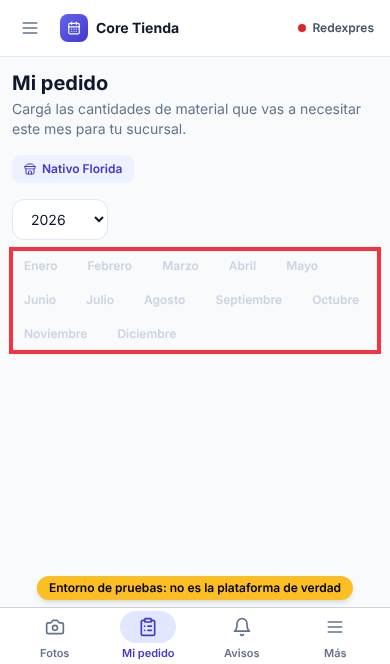 Core Tienda
Redexpres
Mi pedido
Cargá las cantidades de material que vas a necesitar
este mes para tu sucursal.
Nativo Florida
2026
Enero Febrero Marzo Abril Mayo
Junio Julio Agosto Septiembre Octubre
Noviembre Diciembre
Entorno de pruebas: no es la plataforma de verdad
Fotos Mi pedido Avisos Más